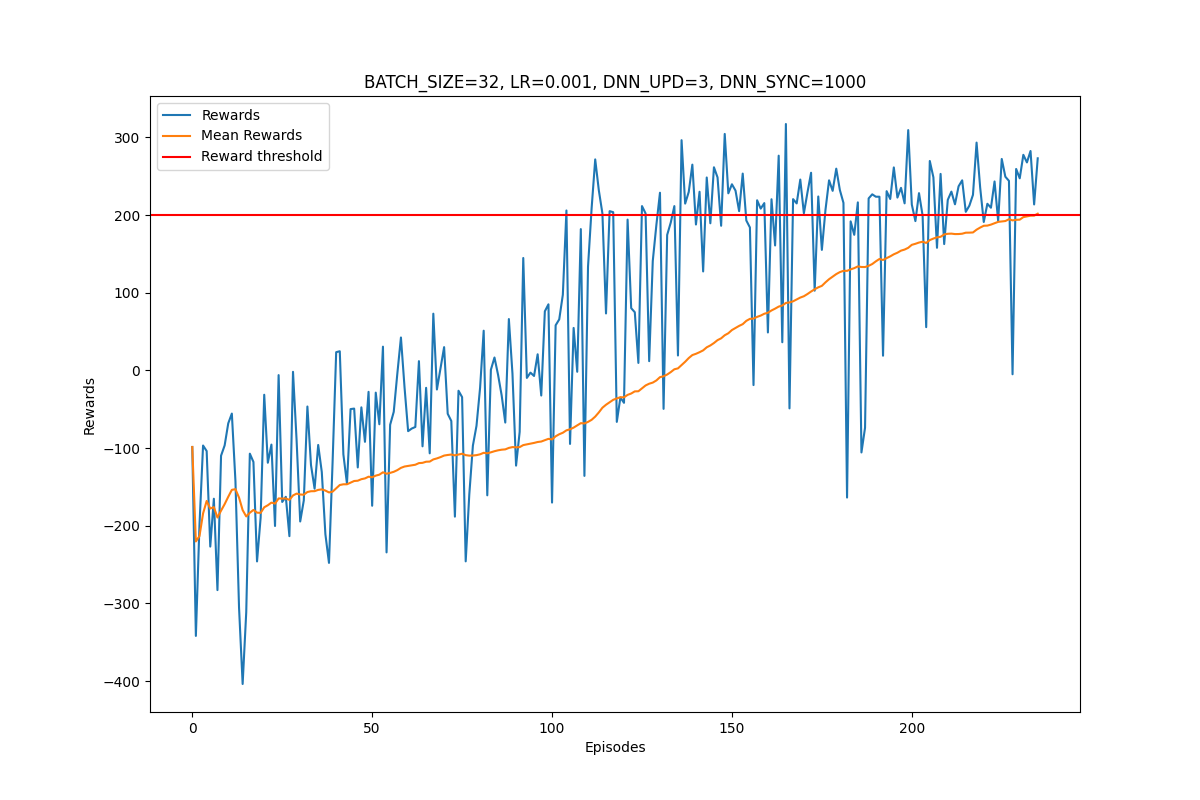 BATCH_SIZE=32, LR=0.001, DNN_UPD=3, DNN_SYNC=1000
Rewards
Mean Rewards
Reward threshold
300
200
100
0
−100
−200
−300
−400
Rewards
0
50
100
150
200
Episodes